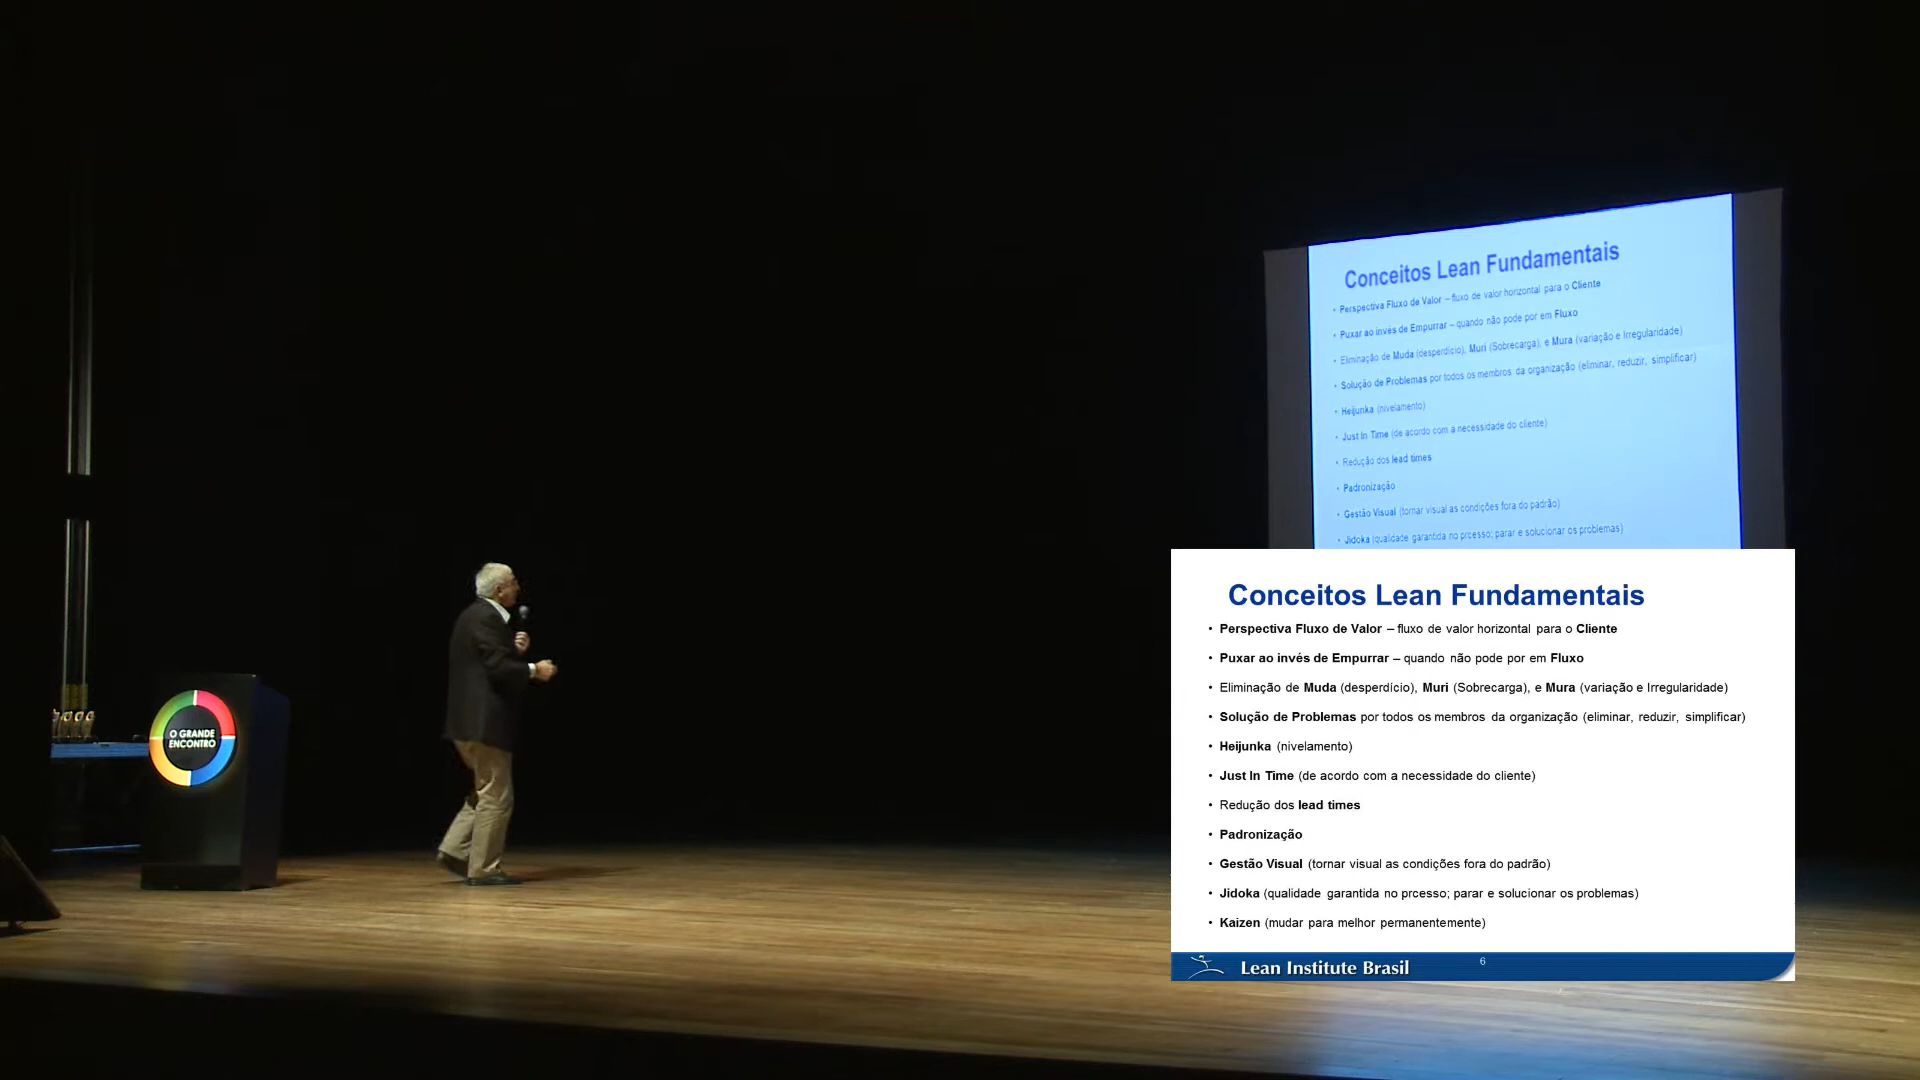 Conceitos Lean Fundamentais
• Perspectiva Fluxo de Valor – fluxo de valor horizontal para o Cliente
• Puxar ao invés de Empurrar – quando não pode por em Fluxo
• Eliminação de Muda (desperdício), Muri (Sobrecarga), e Mura (variação e Irregularidade)
• Solução de Problemas por todos os membros da organização (eliminar, reduzir, simplificar)
• Heijunka (nivelamento)
• Just In Time (de acordo com a necessidade do cliente)
• Redução dos lead times
• Padronização
• Gestão Visual (tornar visual as condições fora do padrão)
• Jidoka (qualidade garantida no prcesso; parar e solucionar os problemas)
O GRANDE
ENCONTRO
Conceitos Lean Fundamentais
• Perspectiva Fluxo de Valor – fluxo de valor horizontal para o Cliente
• Puxar ao invés de Empurrar – quando não pode por em Fluxo
• Eliminação de Muda (desperdício), Muri (Sobrecarga), e Mura (variação e Irregularidade)
• Solução de Problemas por todos os membros da organização (eliminar, reduzir, simplificar)
• Heijunka (nivelamento)
• Just In Time (de acordo com a necessidade do cliente)
• Redução dos lead times
• Padronização
• Gestão Visual (tornar visual as condições fora do padrão)
• Jidoka (qualidade garantida no prcesso; parar e solucionar os problemas)
• Kaizen (mudar para melhor permanentemente)
Lean Institute Brasil
6